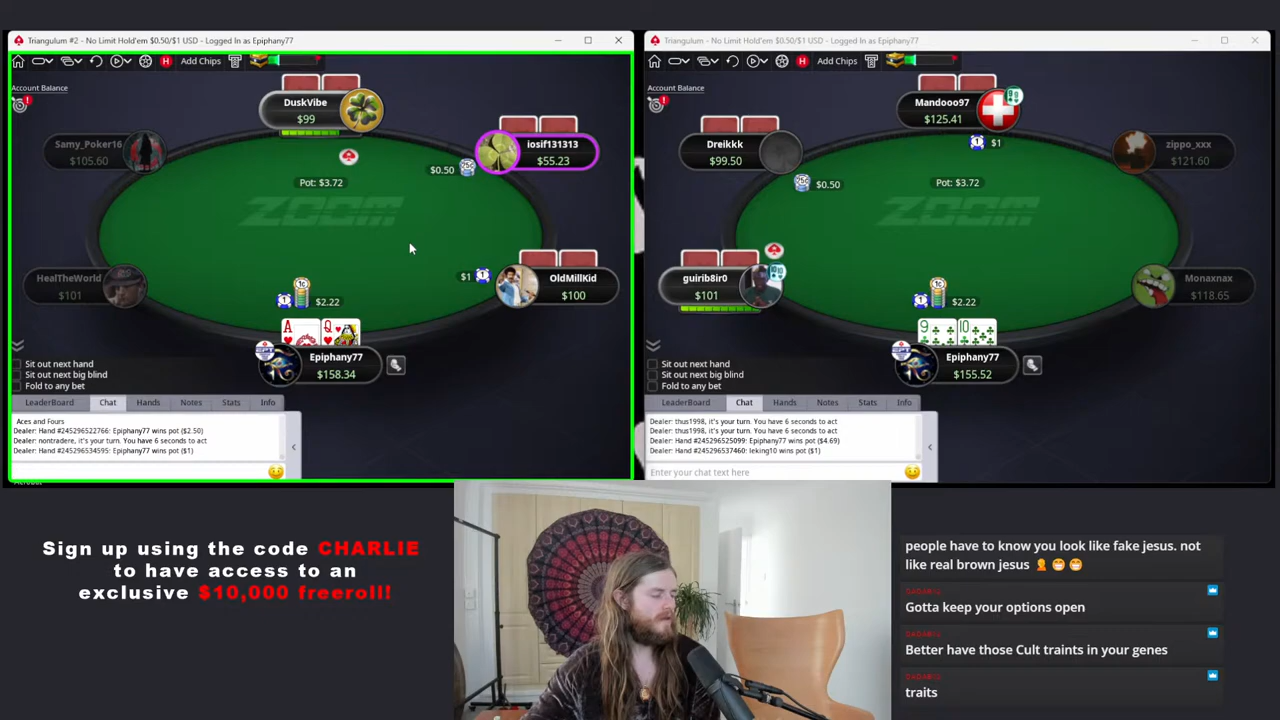 Triangulum #2 - No Limit Hold'em $0.50/$1 USD - Logged In as Epiphany77
Add Chips
Account Balance
DuskVibe
$99
Samy_Poker16
$105.60
iosif131313
$55.23
$0.50
Pot: $3.72
ZOOM
HealTheWorld
$101
$1
OldMillKid
$100
$2.22
A Q
Epiphany77
$158.34
Sit out next hand
Sit out next big blind
Fold to any bet
LeaderBoard
Chat
Hands
Notes
Stats
Info
Aces and Fours
Dealer: Hand #245296522766: Epiphany77 wins pot ($2.50)
Dealer: nontradere, it's your turn. You have 6 seconds to act
Dealer: Hand #245296534595: Epiphany77 wins pot ($1)
Triangulum - No Limit Hold'em $0.50/$1 USD - Logged In as Epiphany77
Add Chips
Account Balance
Mandooo97
$125.41
Dreikkk
$99.50
zippo_xxx
$121.60
$1
$0.50
Pot: $3.72
ZOOM
guirib8ir0
$101
Monaxnax
$118.65
$2.22
9 10
Epiphany77
$155.52
Sit out next hand
Sit out next big blind
Fold to any bet
LeaderBoard
Chat
Hands
Notes
Stats
Info
Dealer: thus1998, it's your turn. You have 6 seconds to act
Dealer: thus1998, it's your turn. You have 6 seconds to act
Dealer: Hand #245296525099: Epiphany77 wins pot ($4.69)
Dealer: Hand #245296537460: leking10 wins pot ($1)
Enter your chat text here
Sign up using the code CHARLIE
to have access to an
exclusive $10,000 freeroll!
people have to know you look like fake jesus. not
like real brown jesus
Gotta keep your options open
Better have those Cult traints in your genes
traits